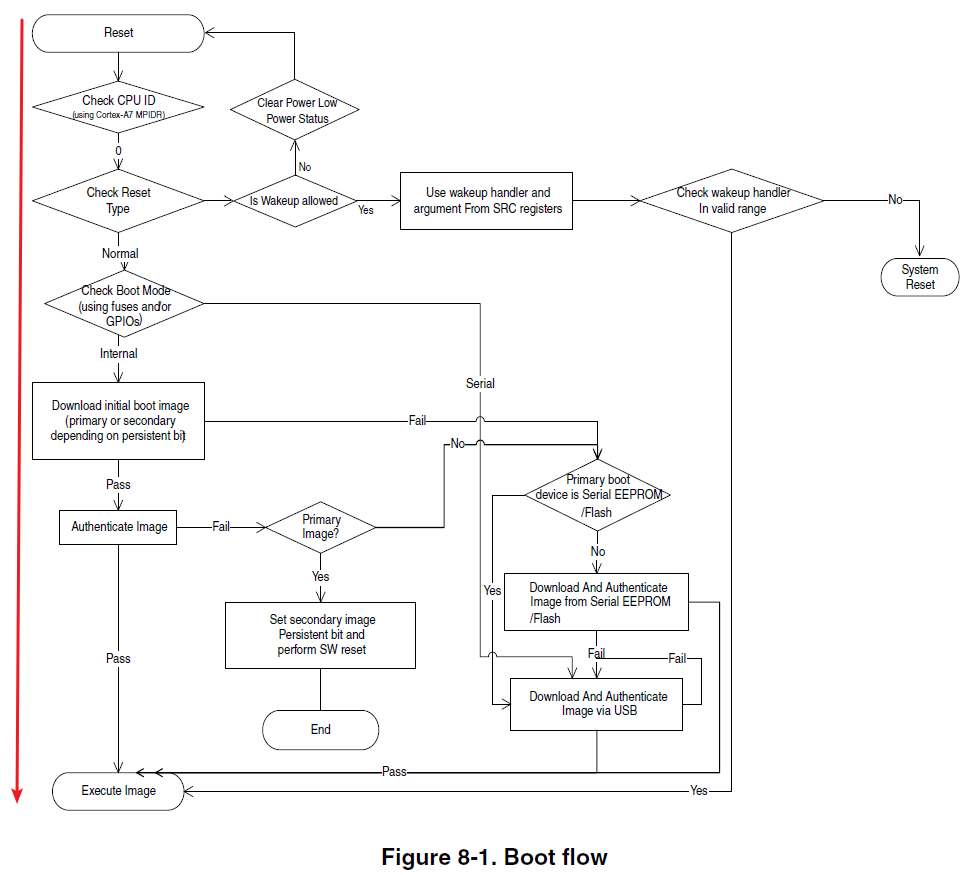 Reset
Check CPU ID
(using Cortex-A7 MPIDR)
0
Clear Power Low
Power Status
No
Check Reset
Type
Is Wakeup allowed
Yes
Use wakeup handler and
argument From SRC registers
Check wakeup handler
In valid range
No
System
Reset
Normal
Check Boot Mode
(using fuses and/or
GPIOs)
Internal
Serial
Download initial boot image
(primary or secondary
depending on persistent bit)
Fail
No
Primary boot
device is Serial EEPROM
/Flash
Pass
Authenticate Image
Fail
Primary
Image?
No
Yes
Yes
Download And Authenticate
Image from Serial EEPROM
/Flash
Set secondary image
Persistent bit and
perform SW reset
Pass
Fail
Fail
Download And Authenticate
Image via USB
End
Pass
Execute Image
Yes
Figure 8-1. Boot flow